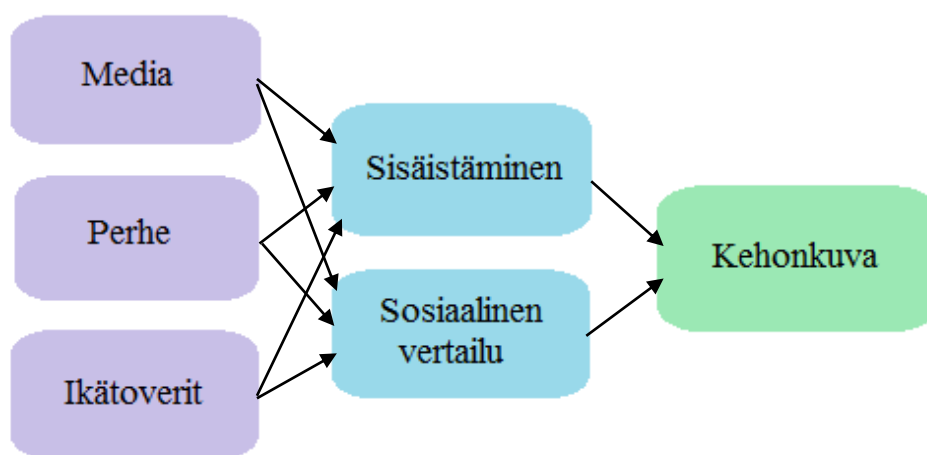 Media
Perhe
Ikätoverit
Sisäistäminen
Sosiaalinen
vertailu
Kehonkuva